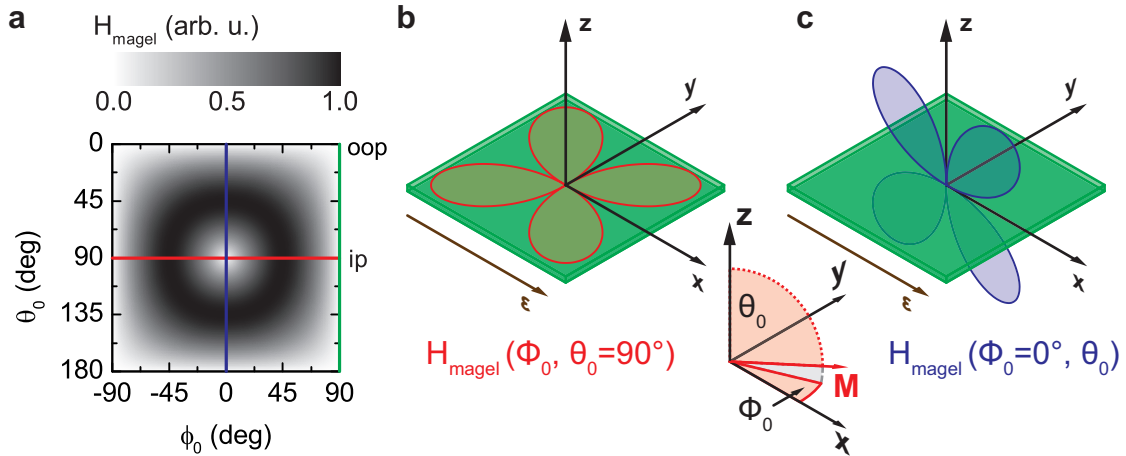 a
H_magel (arb. u.)
0.0 0.5 1.0
0
45
90
135
180
θ_0 (deg)
oop
ip
-90 -45 0 45 90
ϕ_0 (deg)
b
z
y
x
ε
H_magel (Φ_0, θ_0=90°)
z
y
x
θ_0
M
Φ_0
c
z
y
x
ε
H_magel (Φ_0=0°, θ_0)